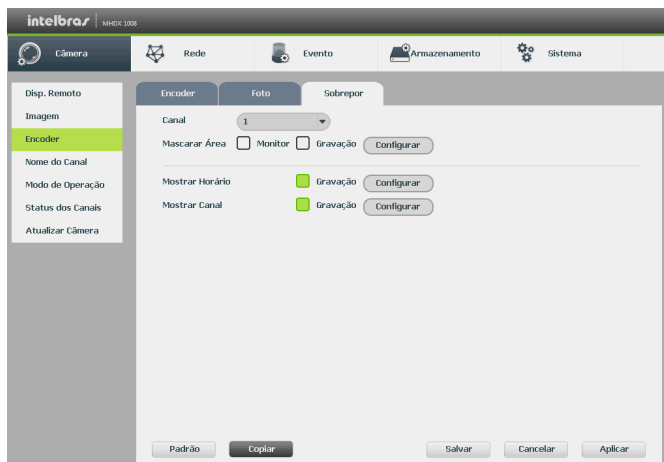 intelbras MHDX 1008
Câmera Rede Evento Armazenamento Sistema
Disp. Remoto
Imagem
Encoder
Nome do Canal
Modo de Operação
Status dos Canais
Atualizar Câmera
Encoder Foto Sobrepor
Canal 1
Mascarar Área Monitor Gravação Configurar
Mostrar Horário Gravação Configurar
Mostrar Canal Gravação Configurar
Padrão Copiar Salvar Cancelar Aplicar